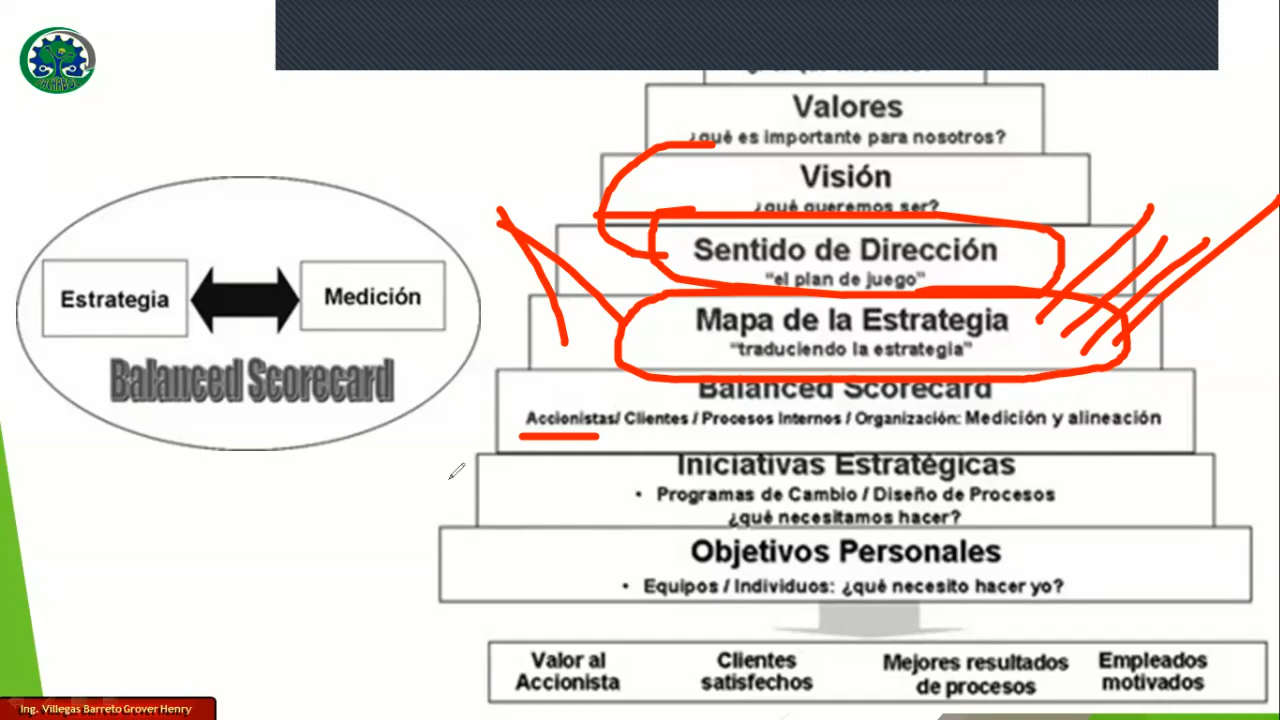 Valores
¿qué es importante para nosotros?
Visión
¿qué queremos ser?
Sentido de Dirección
“el plan de juego”
Mapa de la Estrategia
“traduciendo la estrategia”
Balanced Scorecard
Accionistas/ Clientes / Procesos Internos / Organización: Medición y alineación
Iniciativas Estratégicas
• Programas de Cambio / Diseño de Procesos
¿qué necesitamos hacer?
Objetivos Personales
• Equipos / Individuos: ¿qué necesito hacer yo?
Valor al Accionista
Clientes satisfechos
Mejores resultados de procesos
Empleados motivados
Estrategia
Medición
Balanced Scorecard
Ing. Villegas Barreto Grover Henry